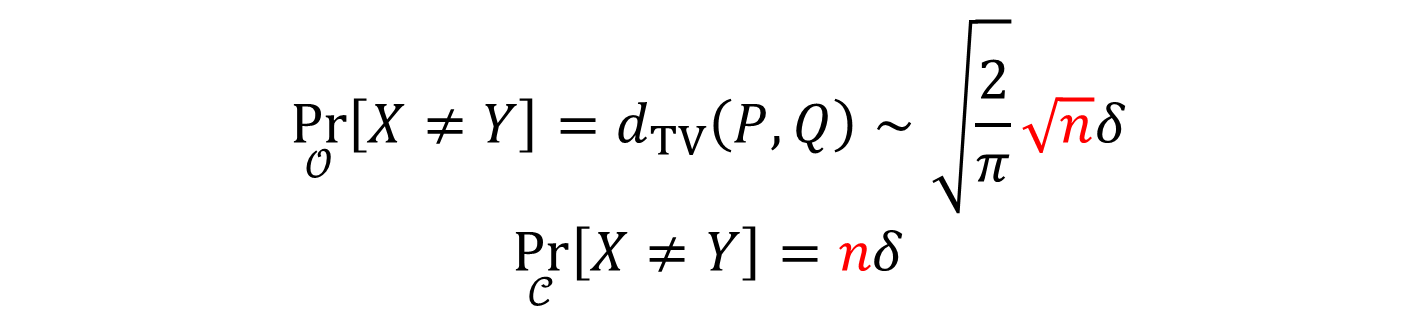 Pr_𝒪[X ≠ Y] = d_TV(P, Q) ~ √(2/π) √n δ
Pr_𝒞[X ≠ Y] = nδ